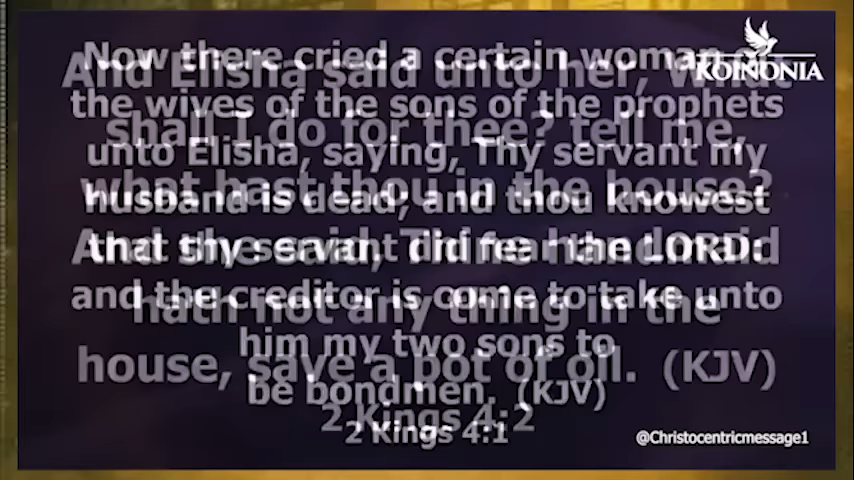 KOINONIA
Now there cried a certain woman
the wives of the sons of the prophets
unto Elisha, saying, Thy servant my
husband is dead; and thou knowest
that thy servant did fear the LORD:
and the creditor is come to take unto
him my two sons to
be bondmen. (KJV)
2 Kings 4:1
And Elisha said unto her, What
shall I do for thee? tell me,
what hast thou in the house?
And she said, Thine handmaid
hath not any thing in the
house, save a pot of oil. (KJV)
2 Kings 4:2
@Christocentricmessage1